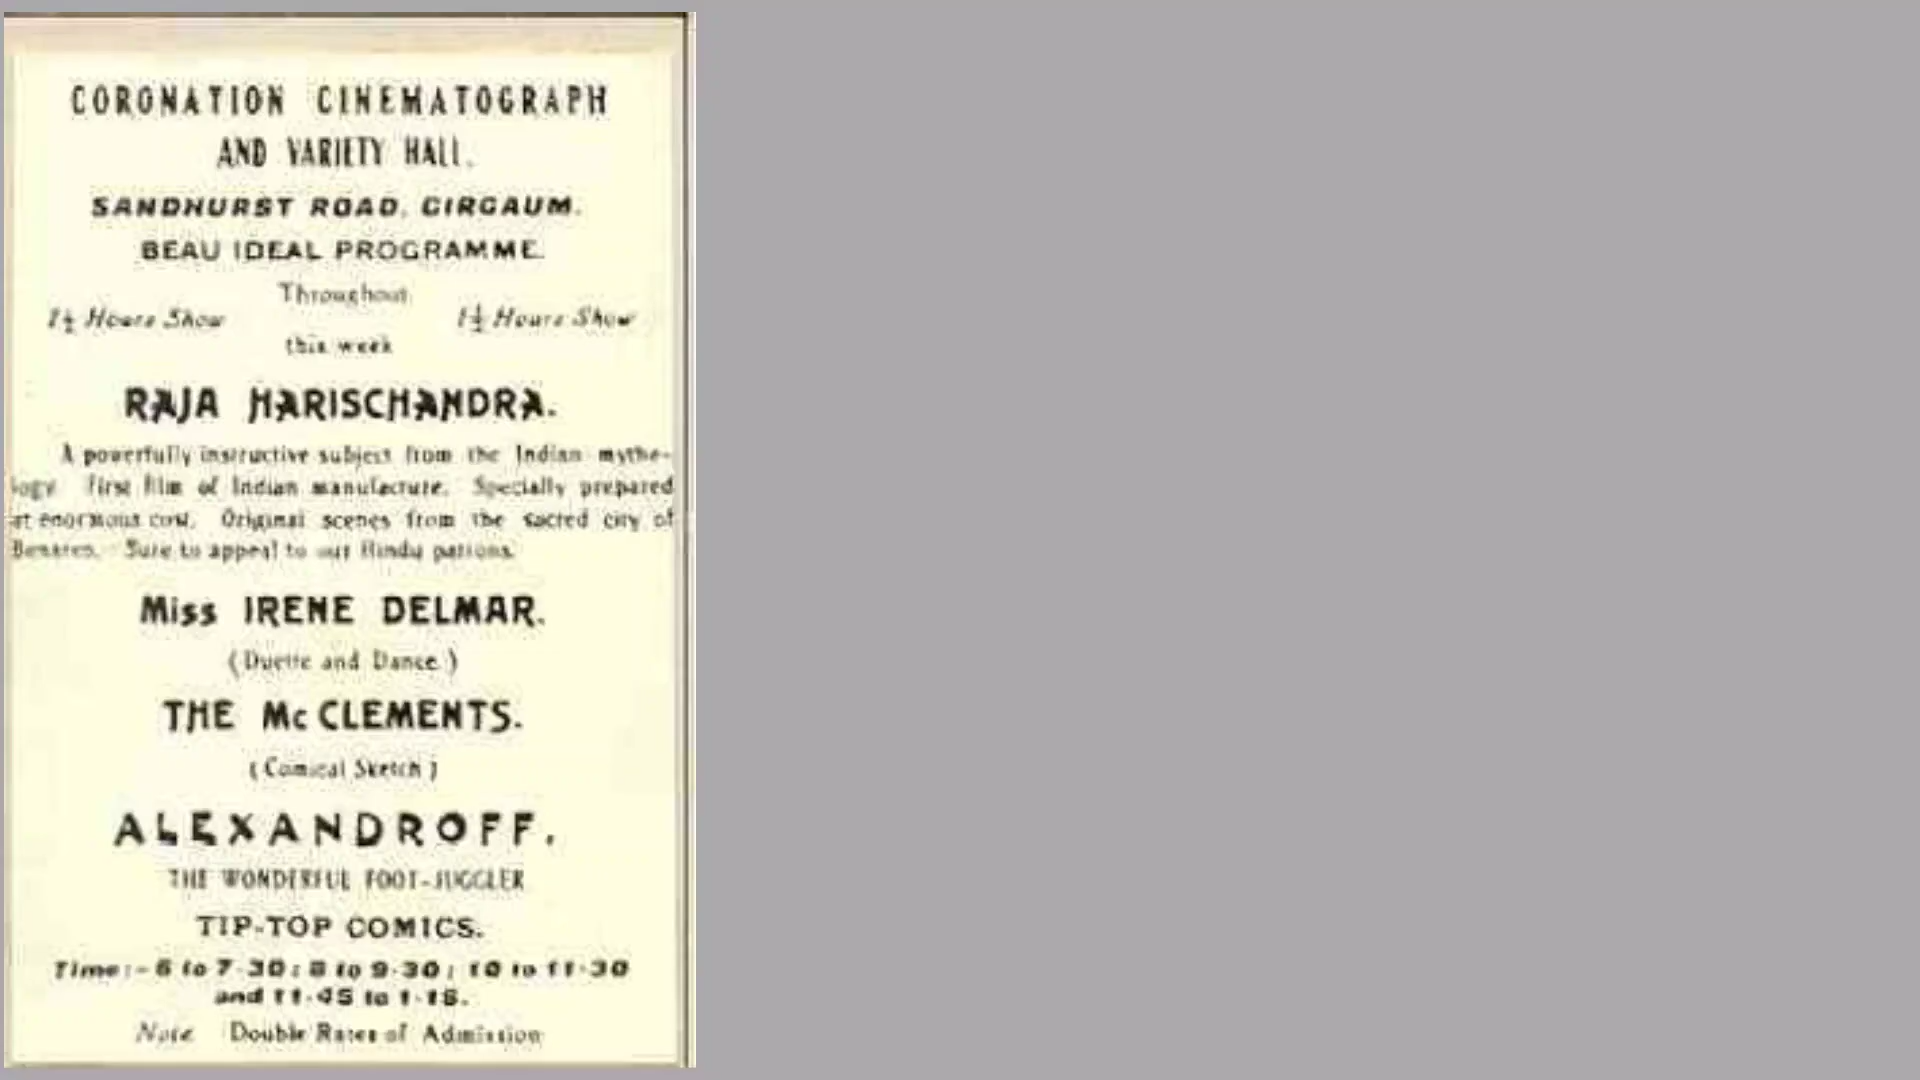 CORONATION CINEMATOGRAPH
AND VARIETY HALL.
SANDHURST ROAD, GIRGAUM.
BEAU IDEAL PROGRAMME.
Throughout
1½ Hours Show 1½ Hours Show
this week
RAJA HARISCHANDRA.
A powerfully instructive subject from the Indian mytho-
logy. First film of Indian manufacture. Specially prepared
at enormous cost. Original scenes from the sacred city of
Benares. Sure to appeal to our Hindu patrons.
Miss IRENE DELMAR.
(Duette and Dance)
THE Mc CLEMENTS.
(Comical Sketch)
ALEXANDROFF.
THE WONDERFUL FOOT-JUGGLER
TIP-TOP COMICS.
Time:- 6 to 7-30; 8 to 9-30; 10 to 11-30
and 11-45 to 1-15.
Note Double Rates of Admission